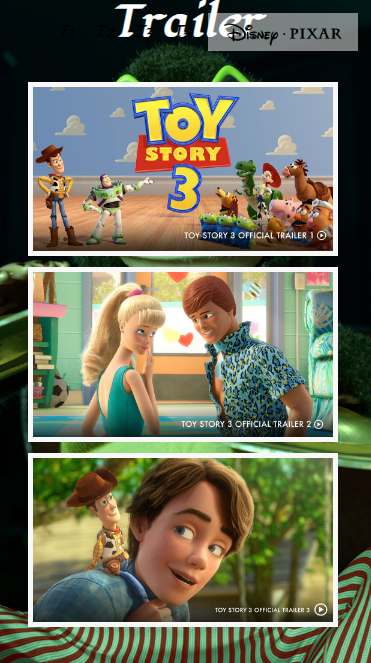 Trailer
Disney · PIXAR
TOY
STORY
3
TOY STORY 3 OFFICIAL TRAILER 1
TOY STORY 3 OFFICIAL TRAILER 2
TOY STORY 3 OFFICIAL TRAILER 3